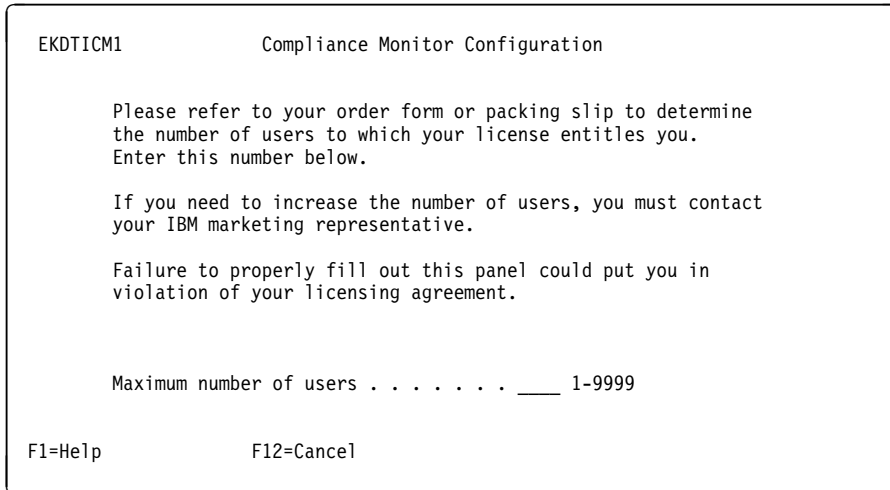 EKDTICM1 Compliance Monitor Configuration
Please refer to your order form or packing slip to determine
the number of users to which your license entitles you.
Enter this number below.
If you need to increase the number of users, you must contact
your IBM marketing representative.
Failure to properly fill out this panel could put you in
violation of your licensing agreement.
Maximum number of users . . . . . . . ____ 1-9999
F1=Help F12=Cancel